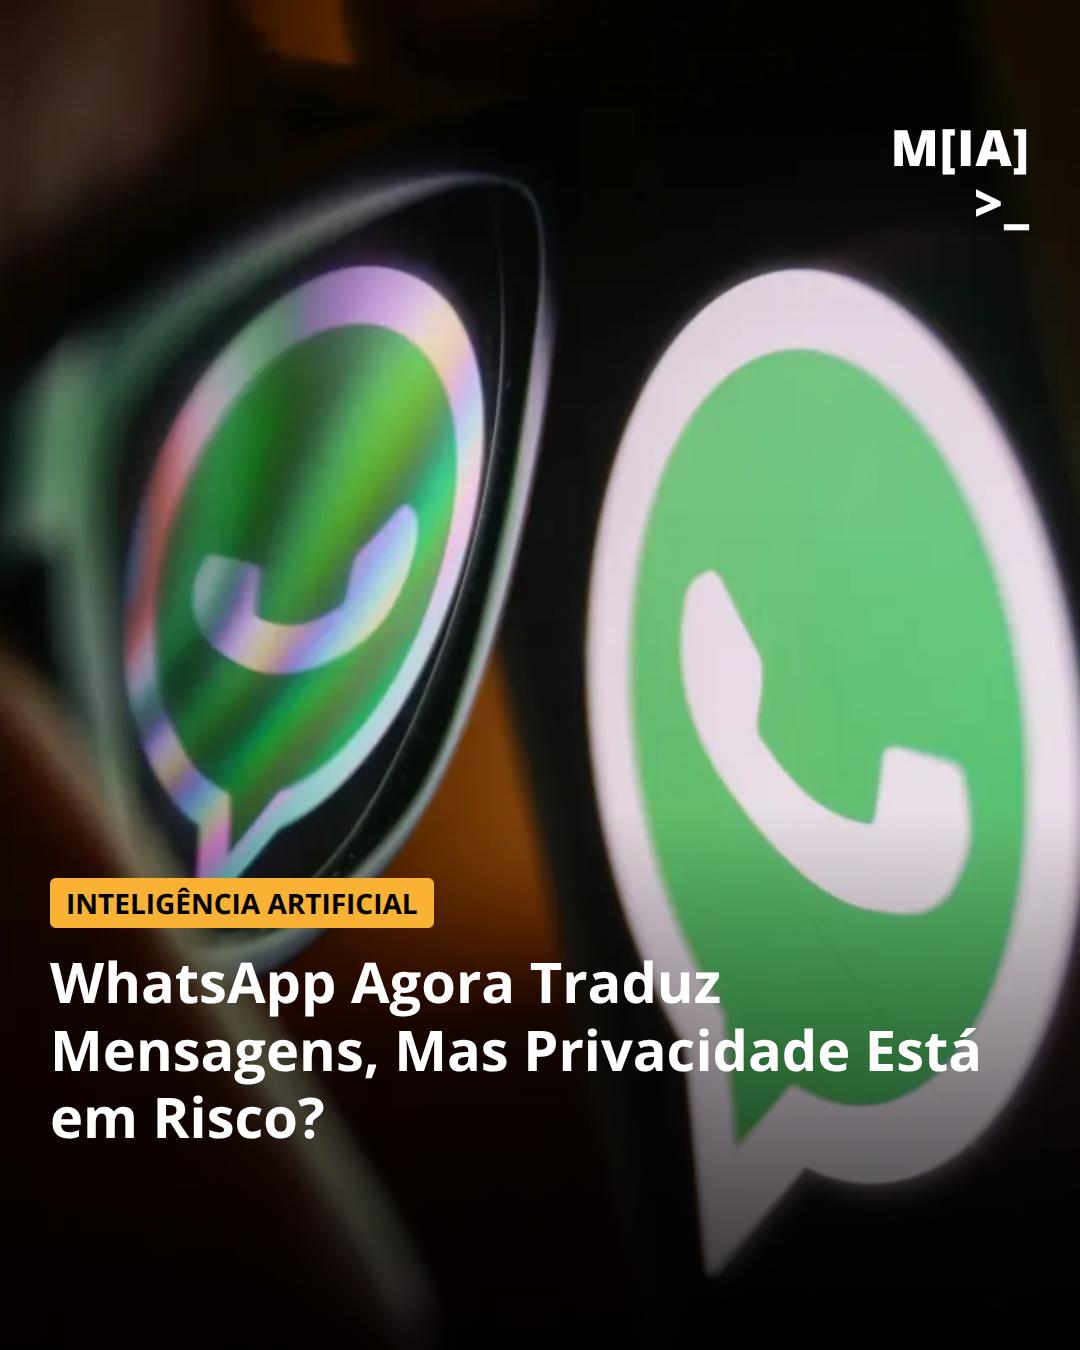 M[IA]
>_
INTELIGÊNCIA ARTIFICIAL
WhatsApp Agora Traduz
Mensagens, Mas Privacidade Está
em Risco?